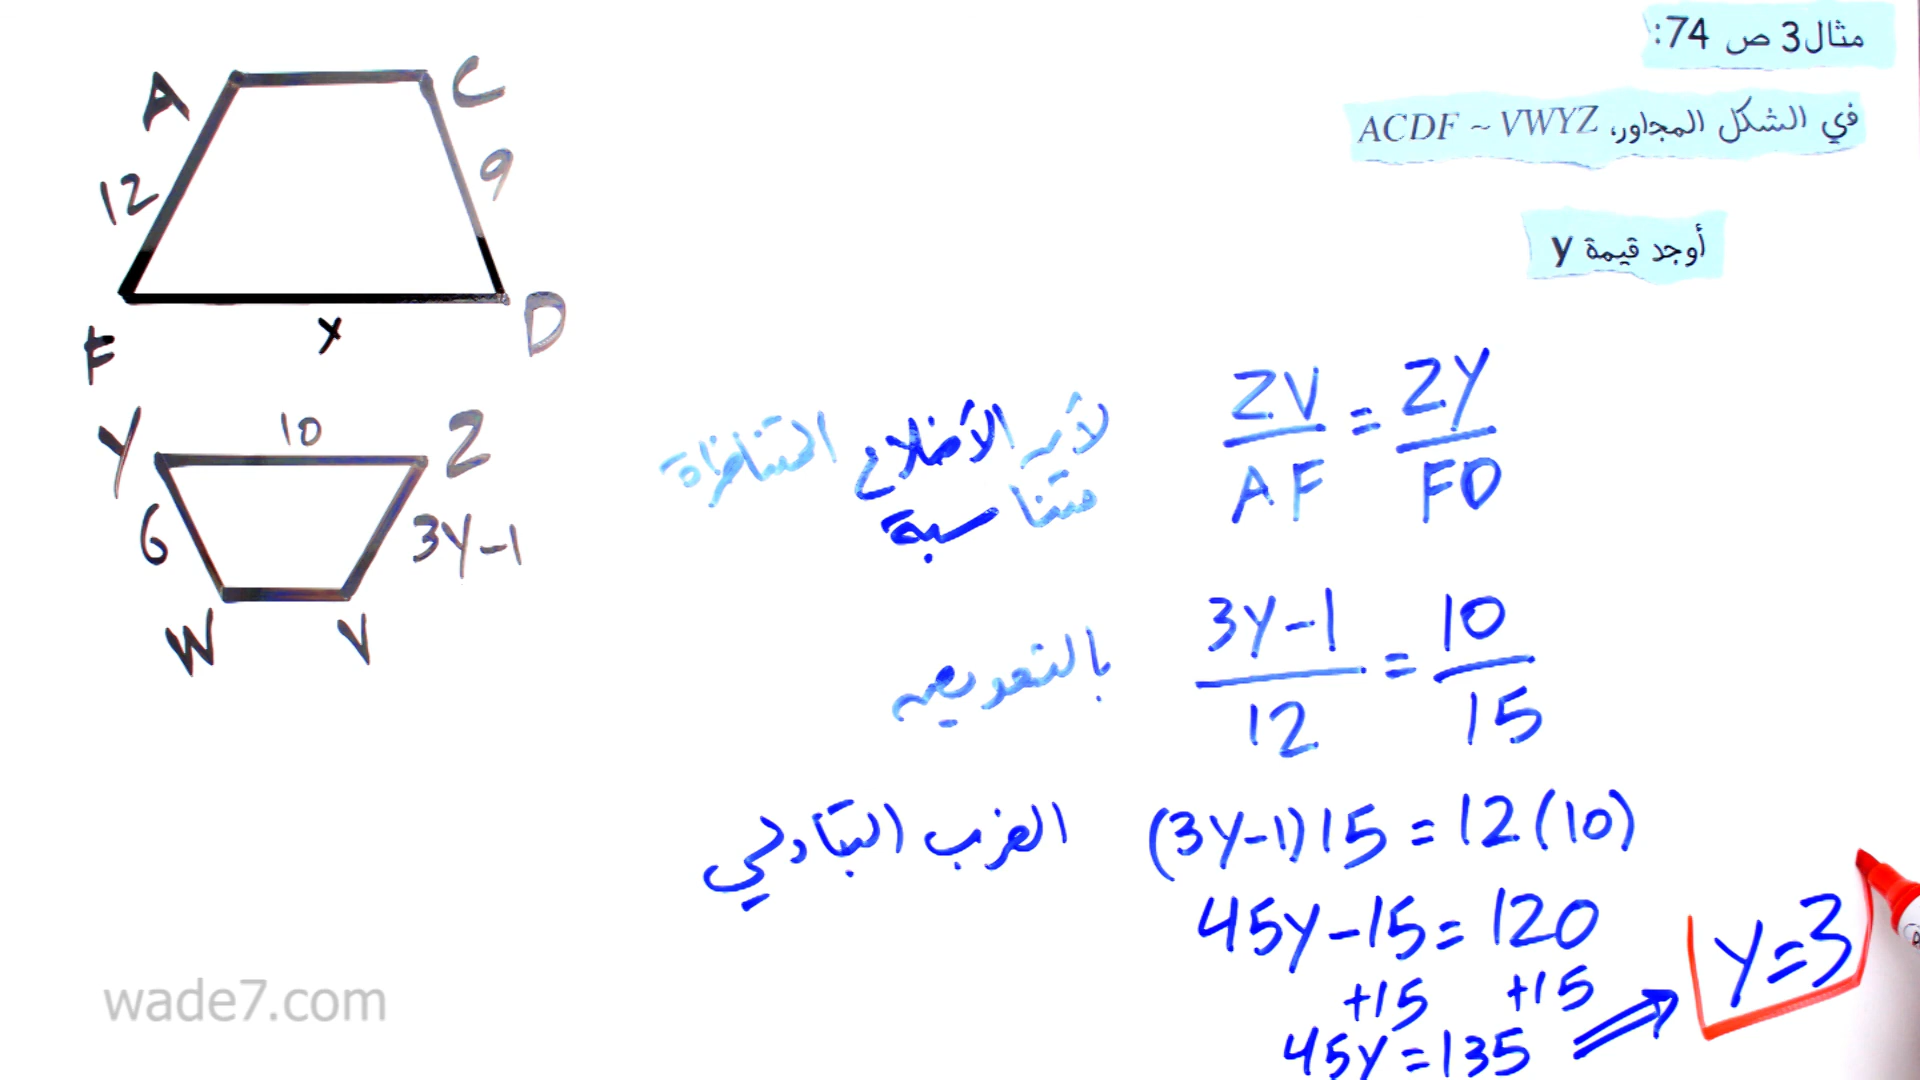 مثال3 ص 74:
في الشكل المجاور، ACDF ~ VWYZ
أوجد قيمة y
A
C
12
9
F
x
D
Y
10
Z
6
3Y-1
W
V
ZV/AF = ZY/FD
لأن الأضلاع المتناظرة
متناسبة
3Y-1/12 = 10/15
بالتعويض
(3Y-1)15 = 12(10)
الضرب التبادلي
45Y-15 = 120
+15 +15
45Y = 135
Y=3
wade7.com